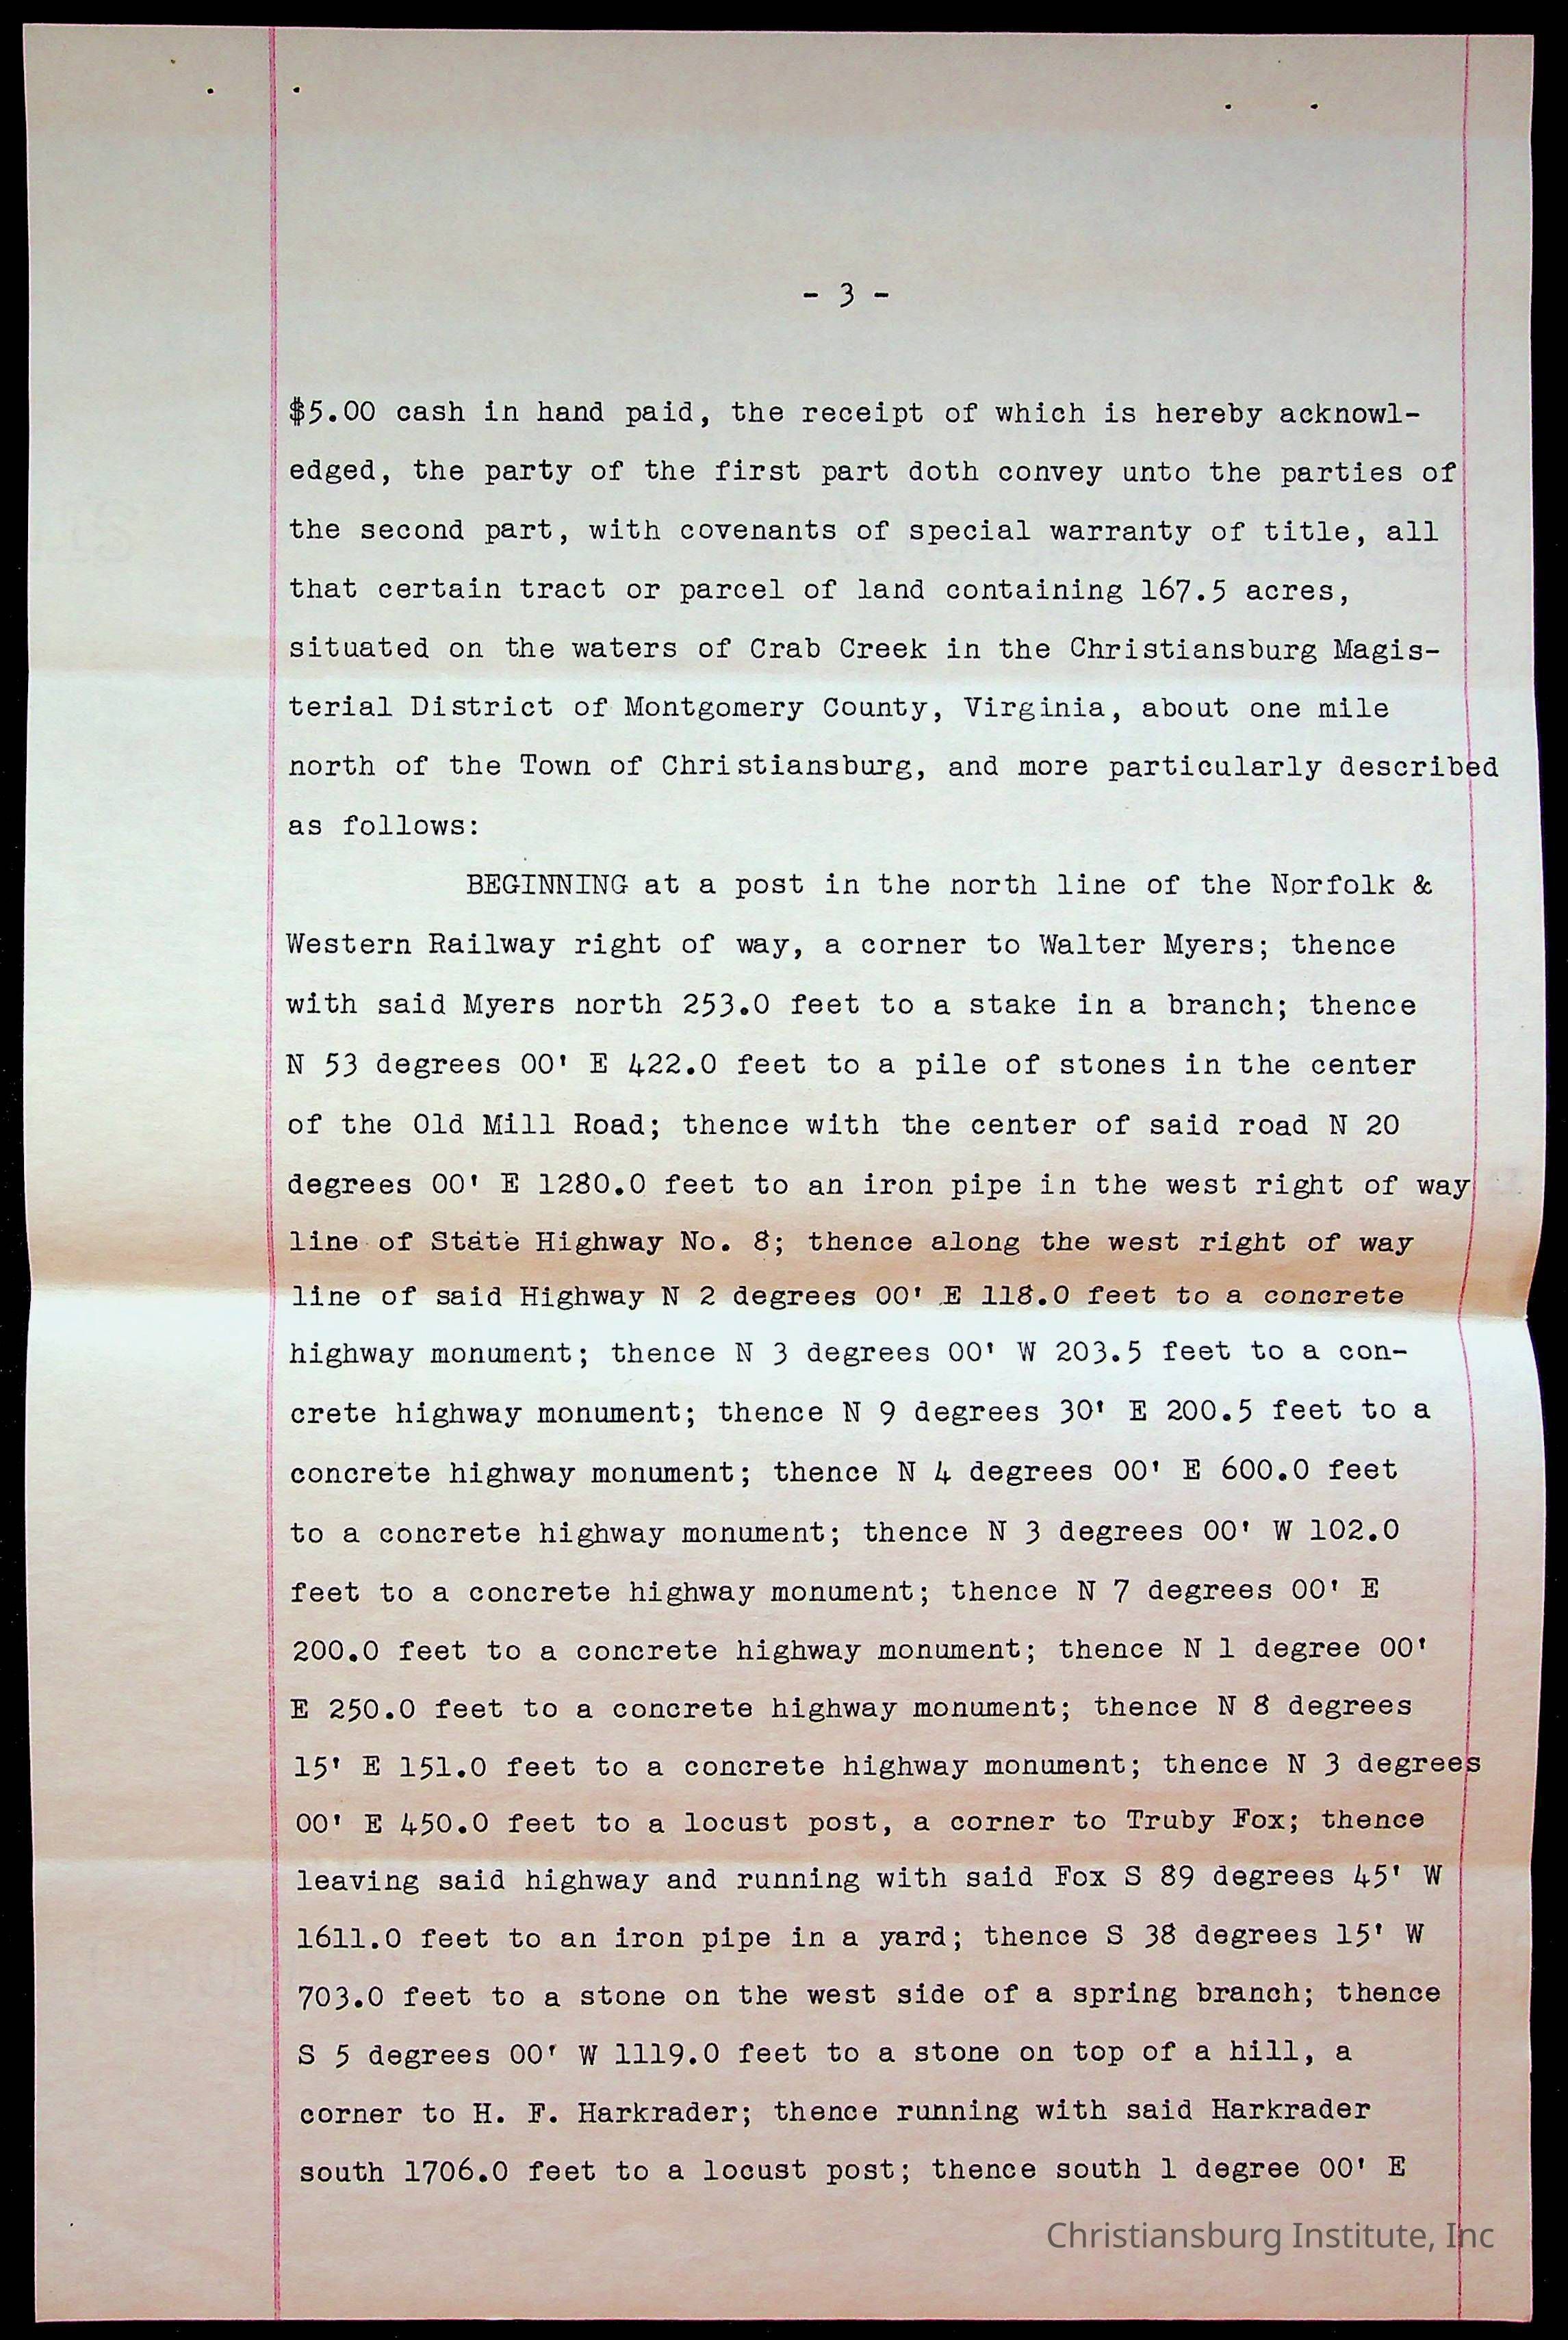 - 3 -
$5.00 cash in hand paid, the receipt of which is hereby acknowl-
edged, the party of the first part doth convey unto the parties of
the second part, with covenants of special warranty of title, all
that certain tract or parcel of land containing 167.5 acres,
situated on the waters of Crab Creek in the Christiansburg Magis-
terial District of Montgomery County, Virginia, about one mile
north of the Town of Christiansburg, and more particularly described
as follows:
BEGINNING at a post in the north line of the Norfolk &
Western Railway right of way, a corner to Walter Myers; thence
with said Myers north 253.0 feet to a stake in a branch; thence
N 53 degrees 00' E 422.0 feet to a pile of stones in the center
of the Old Mill Road; thence with the center of said road N 20
degrees 00' E 1280.0 feet to an iron pipe in the west right of way
line of State Highway No. 8; thence along the west right of way
line of said Highway N 2 degrees 00' E 118.0 feet to a concrete
highway monument; thence N 3 degrees 00' W 203.5 feet to a con-
crete highway monument; thence N 9 degrees 30' E 200.5 feet to a
concrete highway monument; thence N 4 degrees 00' E 600.0 feet
to a concrete highway monument; thence N 3 degrees 00' W 102.0
feet to a concrete highway monument; thence N 7 degrees 00' E
200.0 feet to a concrete highway monument; thence N 1 degree 00'
E 250.0 feet to a concrete highway monument; thence N 8 degrees
15' E 151.0 feet to a concrete highway monument; thence N 3 degrees
00' E 450.0 feet to a locust post, a corner to Truby Fox; thence
leaving said highway and running with said Fox S 89 degrees 45' W
1611.0 feet to an iron pipe in a yard; thence S 38 degrees 15' W
703.0 feet to a stone on the west side of a spring branch; thence
S 5 degrees 00' W 1119.0 feet to a stone on top of a hill, a
corner to H. F. Harkrader; thence running with said Harkrader
south 1706.0 feet to a locust post; thence south 1 degree 00' E
Christiansburg Institute, Inc